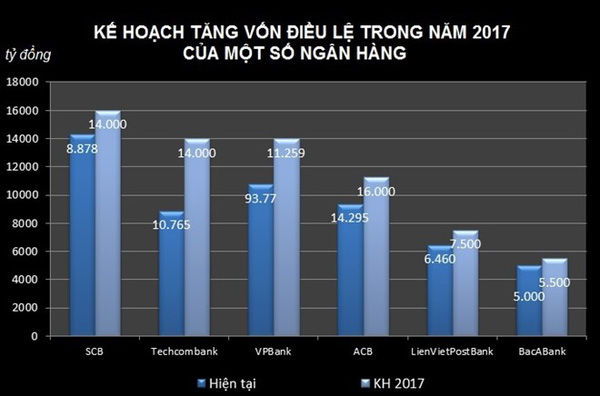 KẾ HOẠCH TĂNG VỐN ĐIỀU LỆ TRONG NĂM 2017
CỦA MỘT SỐ NGÂN HÀNG
tỷ đồng
18000
16000
14000
12000
10000
8000
6000
4000
2000
0
8.878
14.000
10.765
14.000
93.77
11.259
14.295
16.000
6.460
7.500
5.000
5.500
SCB
Techcombank
VPBank
ACB
LienVietPostBank
BacABank
Hiện tại
KH 2017